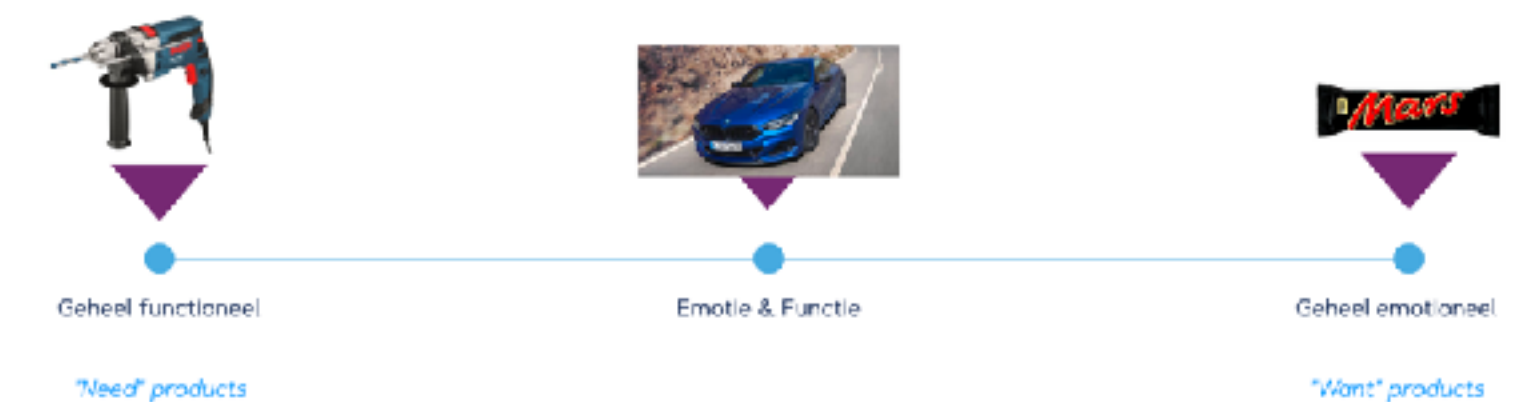 Mars
Geheel functioneel
Emotie & Functie
Geheel emotioneel
"Need" products
"Want" products